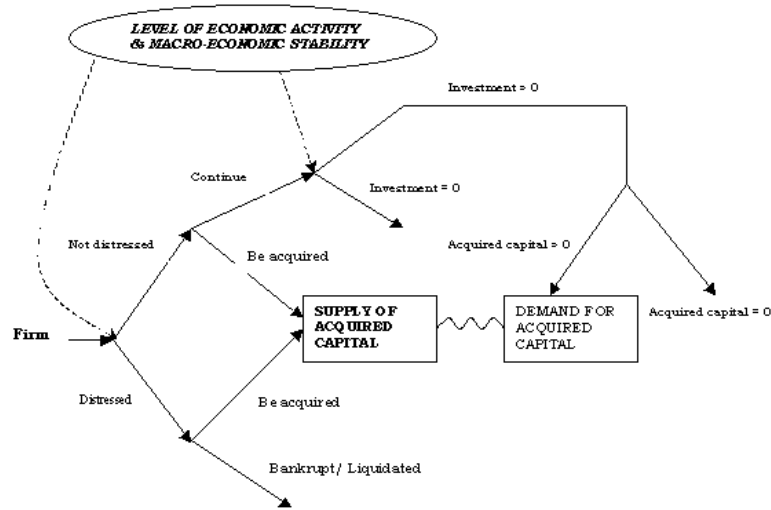 LEVEL OF ECONOMIC ACTIVITY
& MACRO-ECONOMIC STABILITY
Investment > 0
Continue
Investment = 0
Not distressed
Be acquired
Acquired capital > 0
SUPPLY OF
ACQUIRED
CAPITAL
DEMAND FOR
ACQUIRED
CAPITAL
Acquired capital = 0
Firm
Distressed
Be acquired
Bankrupt/ Liquidated